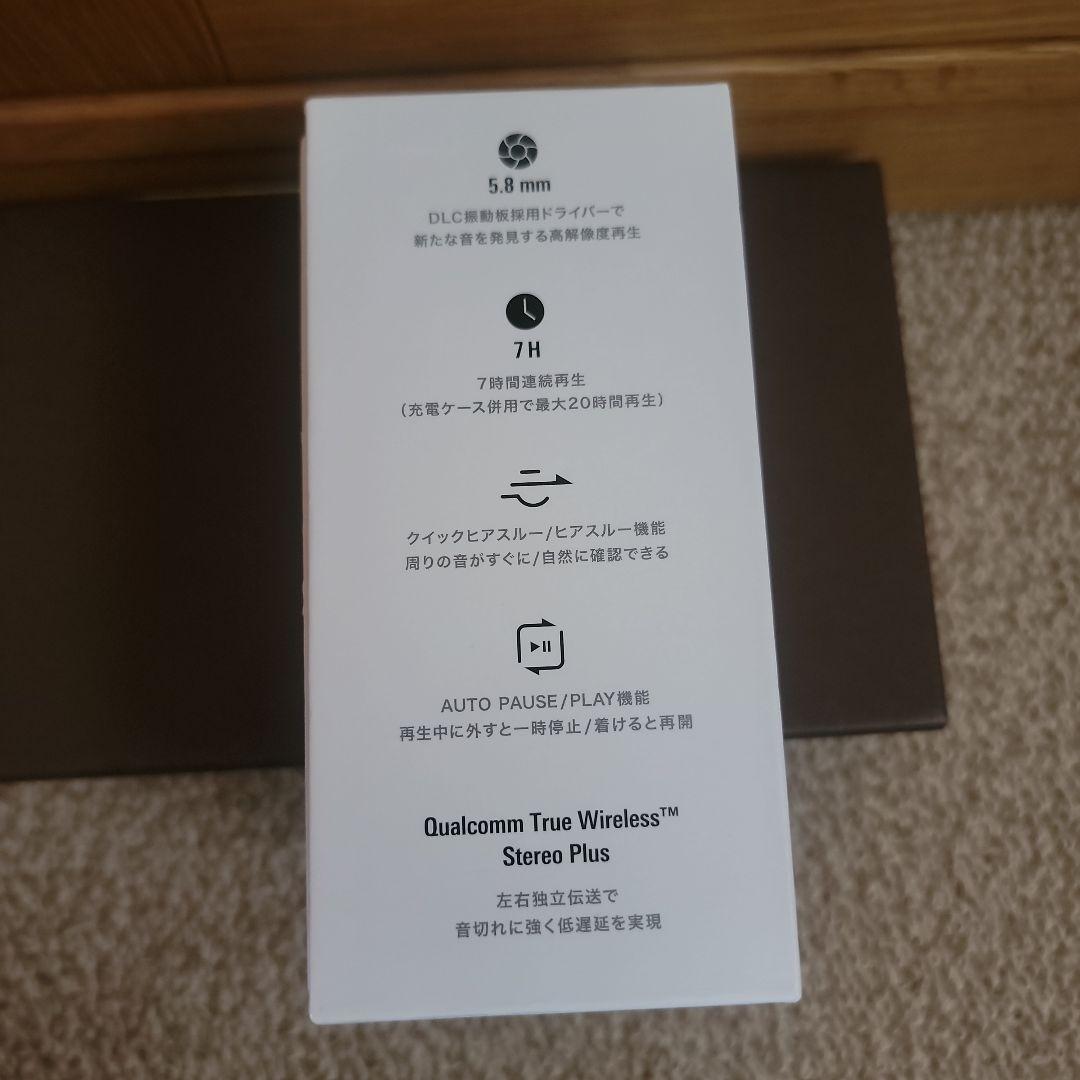 5.8 mm
DLC振動板採用ドライバーで
新たな音を発見する高解像度再生
7H
7時間連続再生
（充電ケース併用で最大20時間再生）
クイックヒアスルー/ヒアスルー機能
周りの音がすぐに/自然に確認できる
AUTO PAUSE/PLAY機能
再生中に外すと一時停止/着けると再開
Qualcomm True Wireless™
Stereo Plus
左右独立伝送で
音切れに強く低遅延を実現